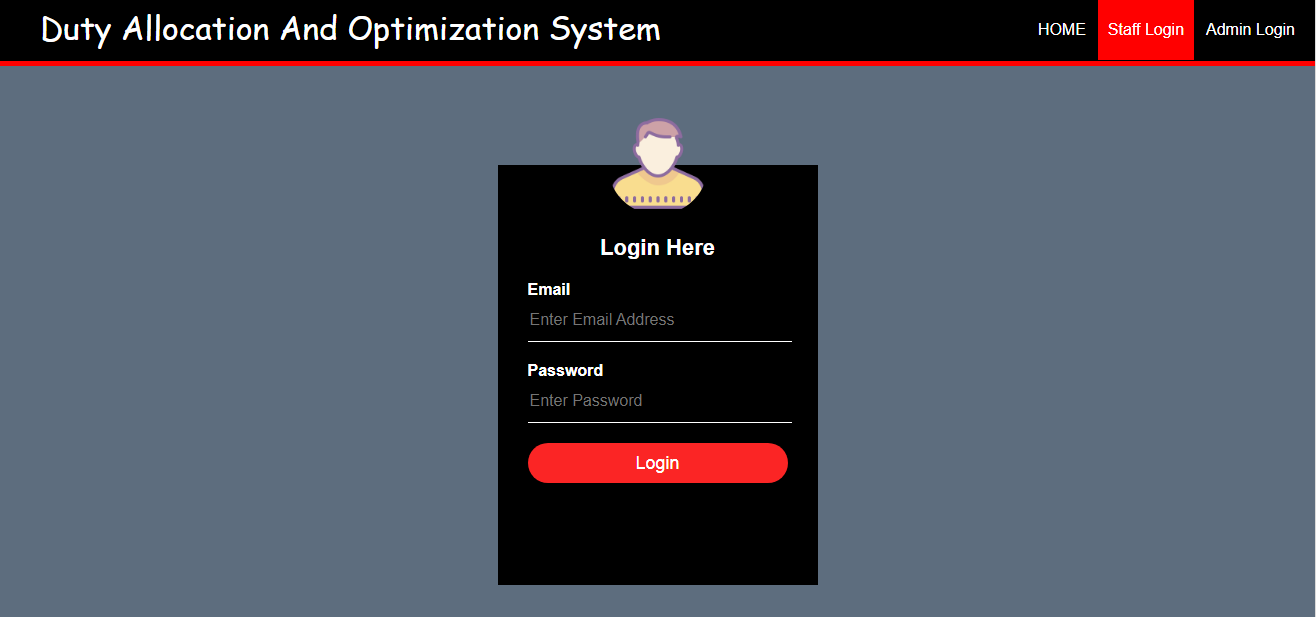 Duty Allocation And Optimization System
HOME Staff Login Admin Login
Login Here
Email
Enter Email Address
Password
Enter Password
Login